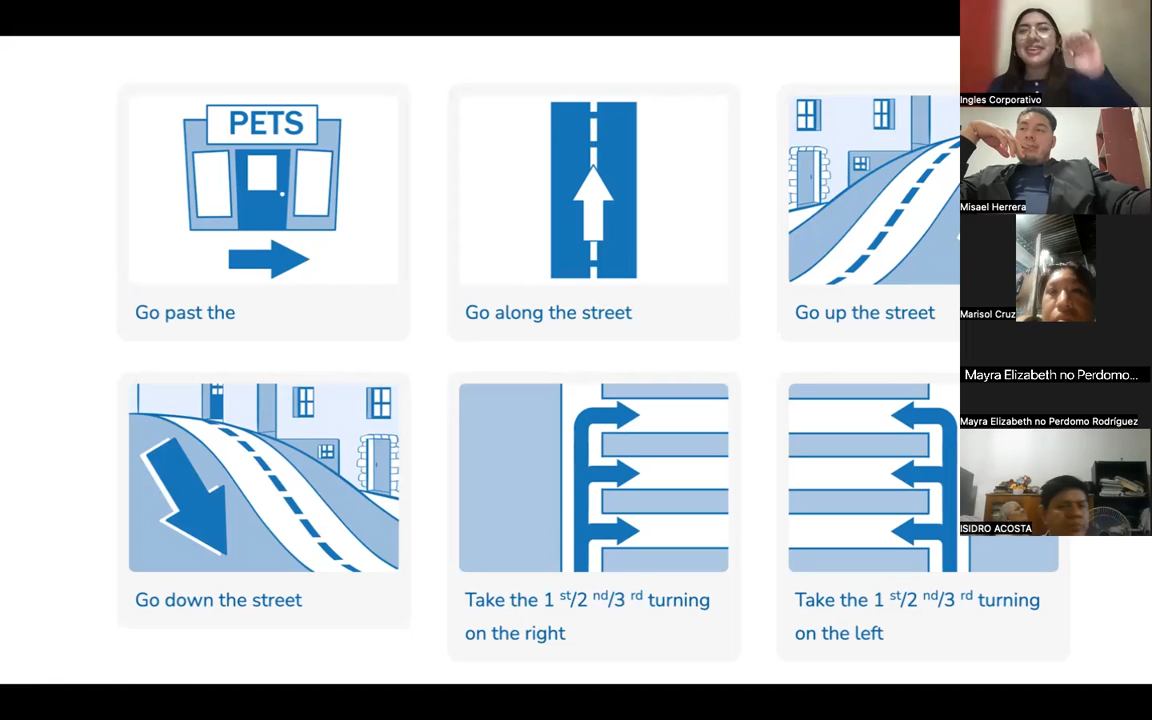 PETS
Go past the
Go along the street
Go up the street
Go down the street
Take the 1 st/2 nd/3 rd turning
on the right
Take the 1 st/2 nd/3 rd turning
on the left
Ingles Corporativo
Misael Herrera
Marisol Cruz
Mayra Elizabeth no Perdomo...
Mayra Elizabeth no Perdomo Rodríguez
ISIDRO ACOSTA